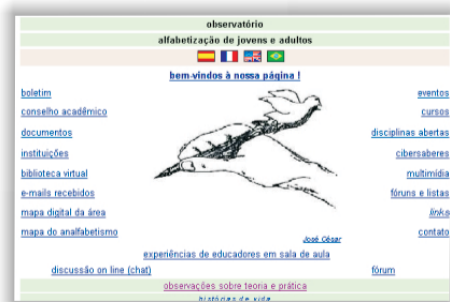 observatório
alfabetização de jovens e adultos
bem-vindos à nossa página !
boletim
eventos
conselho acadêmico
cursos
documentos
disciplinas abertas
instituições
cibersaberes
biblioteca virtual
multimídia
e-mails recebidos
fóruns e listas
mapa digital da área
links
mapa do analfabetismo
contato
José César
experiências de educadores em sala de aula
discussão on line (chat)
fórum
observações sobre teoria e prática
histórias de vida